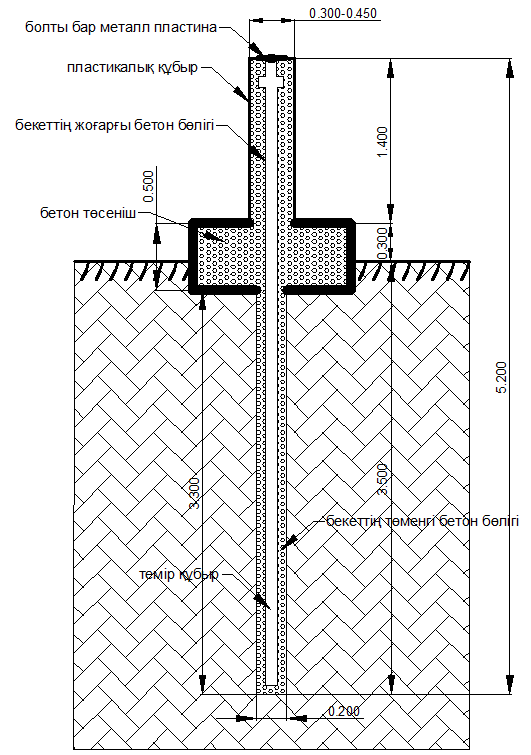 0.300-0.450
болты бар металл пластина
пластикалық құбыр
бекеттің жоғарғы бетон бөлігі
1.400
0.500
бетон төсеніш
0.300
5.200
3.300
3.500
бекеттің төменгі бетон бөлігі
темір құбыр
0.200